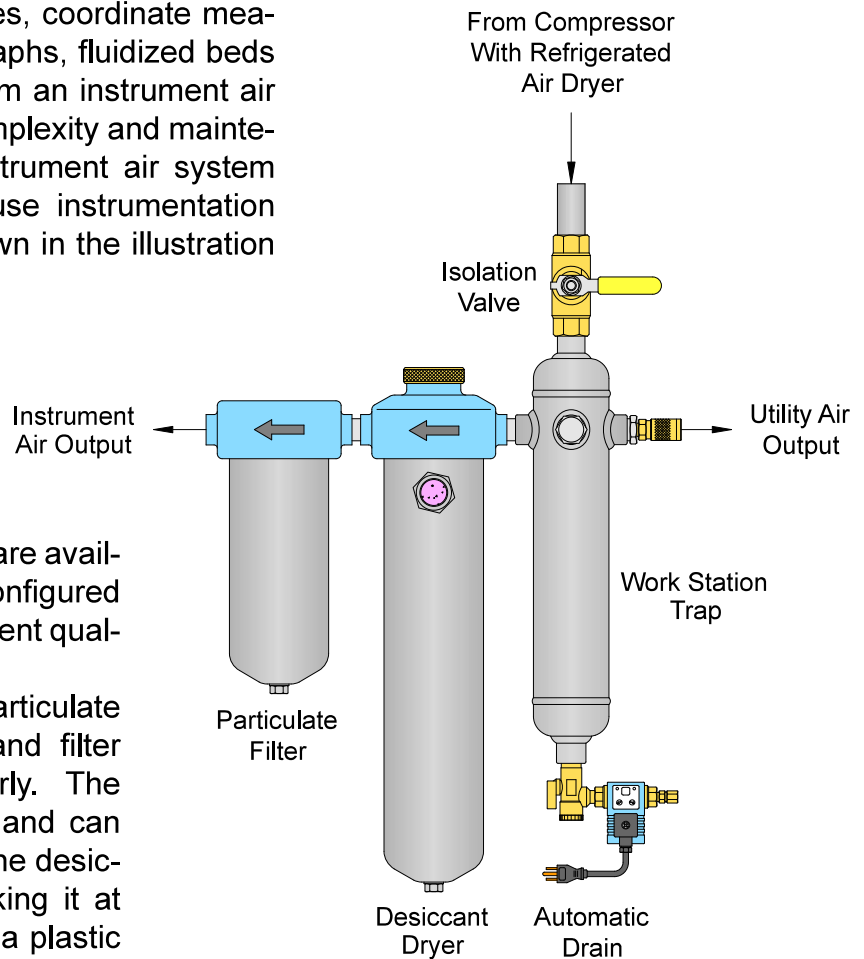 es, coordinate mea-
aphs, fluidized beds
m an instrument air
mplexity and mainte-
strument air system
use instrumentation
wn in the illustration
are avail-
onfigured
ent qual-
articulate
and filter
rly. The
and can
he desic-
king it at
a plastic
From Compressor
With Refrigerated
Air Dryer
Isolation
Valve
Instrument
Air Output
Utility Air
Output
Work Station
Trap
Particulate
Filter
Desiccant
Dryer
Automatic
Drain